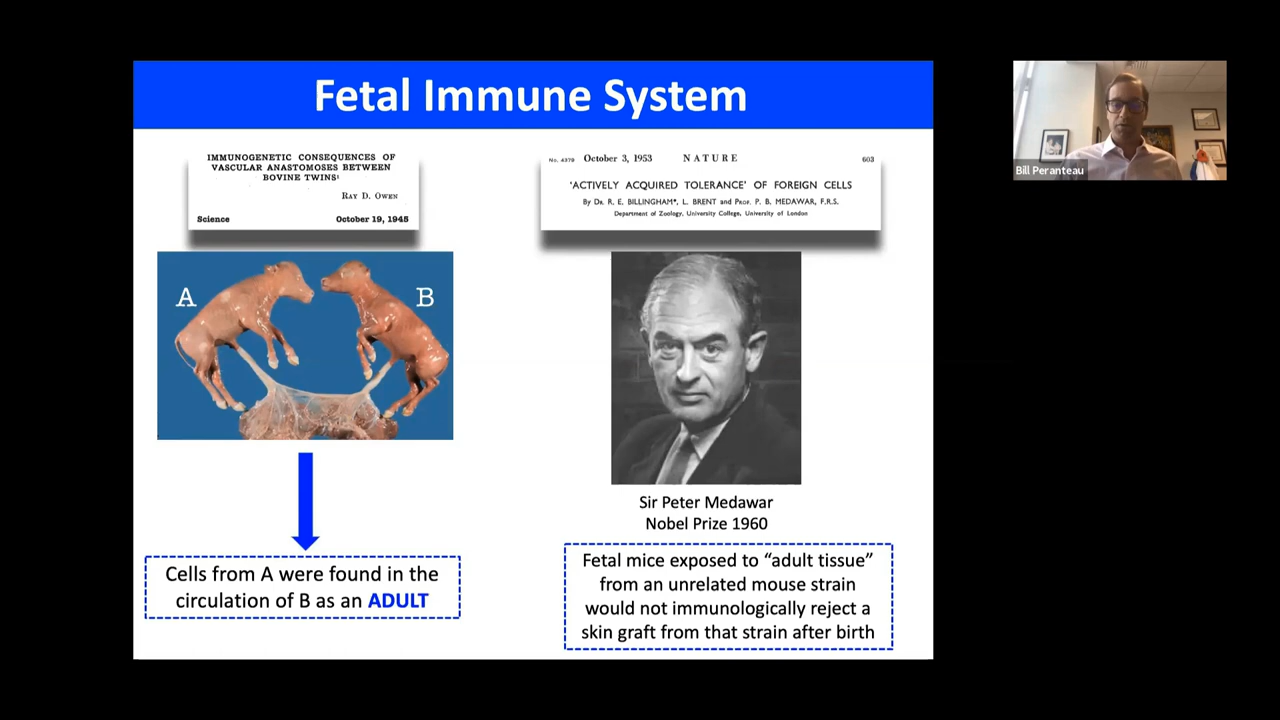 Fetal Immune System
IMMUNOGENETIC CONSEQUENCES OF
VASCULAR ANASTOMOSES BETWEEN
BOVINE TWINS¹
RAY D. OWEN
Science October 19, 1945
No. 4379 October 3, 1953 NATURE 603
'ACTIVELY ACQUIRED TOLERANCE' OF FOREIGN CELLS
By DR. R. E. BILLINGHAM*, L. BRENT and PROF. P. B. MEDAWAR, F.R.S.
Department of Zoology, University College, University of London
A
B
Sir Peter Medawar
Nobel Prize 1960
Cells from A were found in the
circulation of B as an ADULT
Fetal mice exposed to “adult tissue”
from an unrelated mouse strain
would not immunologically reject a
skin graft from that strain after birth
Bill Peranteau